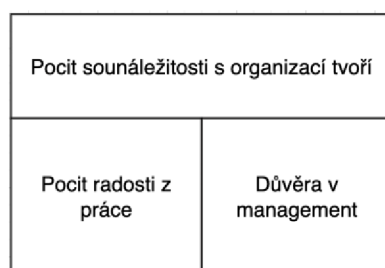 Pocit sounáležitosti s organizací tvoří
Pocit radosti z
práce
Důvěra v
management